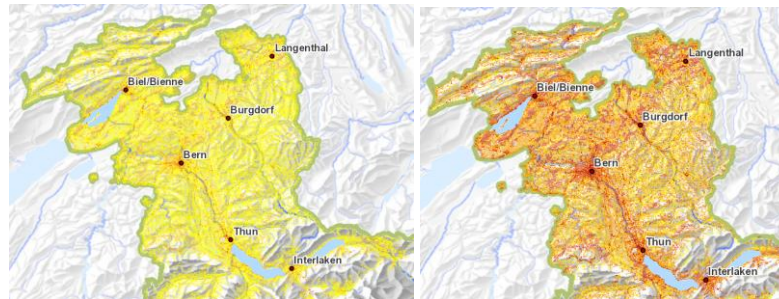 Langenthal
Biel/Bienne
Burgdorf
Bern
Thun
Interlaken
Langenthal
Biel/Bienne
Burgdorf
Bern
Thun
Interlaken